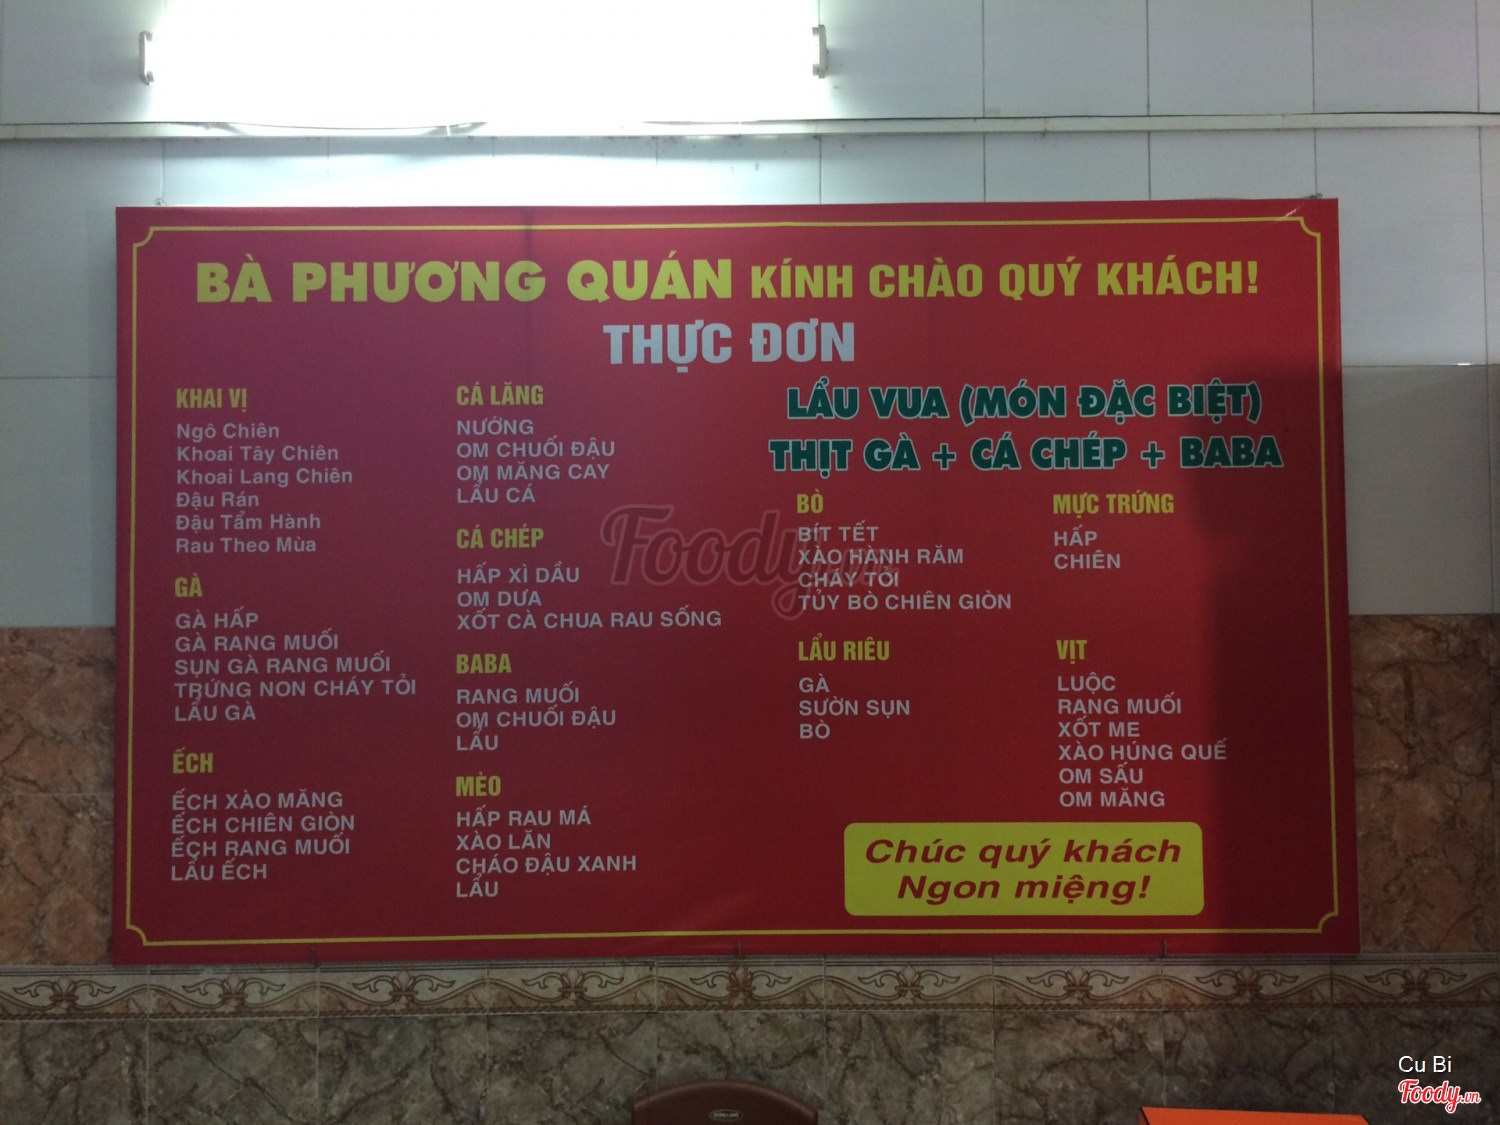 BÀ PHƯƠNG QUÁN KÍNH CHÀO QUÝ KHÁCH!
THỰC ĐƠN
KHAI VỊ
Ngô Chiên
Khoai Tây Chiên
Khoai Lang Chiên
Đậu Rán
Đậu Tẩm Hành
Rau Theo Mùa
GÀ
GÀ HẤP
GÀ RANG MUỐI
SỤN GÀ RANG MUỐI
TRỨNG NON CHÁY TỎI
LẨU GÀ
ẾCH
ẾCH XÀO MĂNG
ẾCH CHIÊN GIÒN
ẾCH RANG MUỐI
LẨU ẾCH
CÁ LĂNG
NƯỚNG
OM CHUỐI ĐẬU
OM MĂNG CAY
LẨU CÁ
CÁ CHÉP
HẤP XÌ DẦU
OM DƯA
XỐT CÀ CHUA RAU SỐNG
BABA
RANG MUỐI
OM CHUỐI ĐẬU
LẨU
MÈO
HẤP RAU MÁ
XÀO LĂN
CHÁO ĐẬU XANH
LẨU
LẨU VUA (MÓN ĐẶC BIỆT)
THỊT GÀ + CÁ CHÉP + BABA
BÒ
BÍT TẾT
XÀO HÀNH RĂM
CHÁY TỎI
TỦY BÒ CHIÊN GIÒN
LẨU RIÊU
GÀ
SƯỜN SỤN
BÒ
MỰC TRỨNG
HẤP
CHIÊN
VỊT
LUỘC
RANG MUỐI
XỐT ME
XÀO HÚNG QUẾ
OM SẤU
OM MĂNG
Chúc quý khách
Ngon miệng!
Foody.vn
Cu Bi
Foody.vn